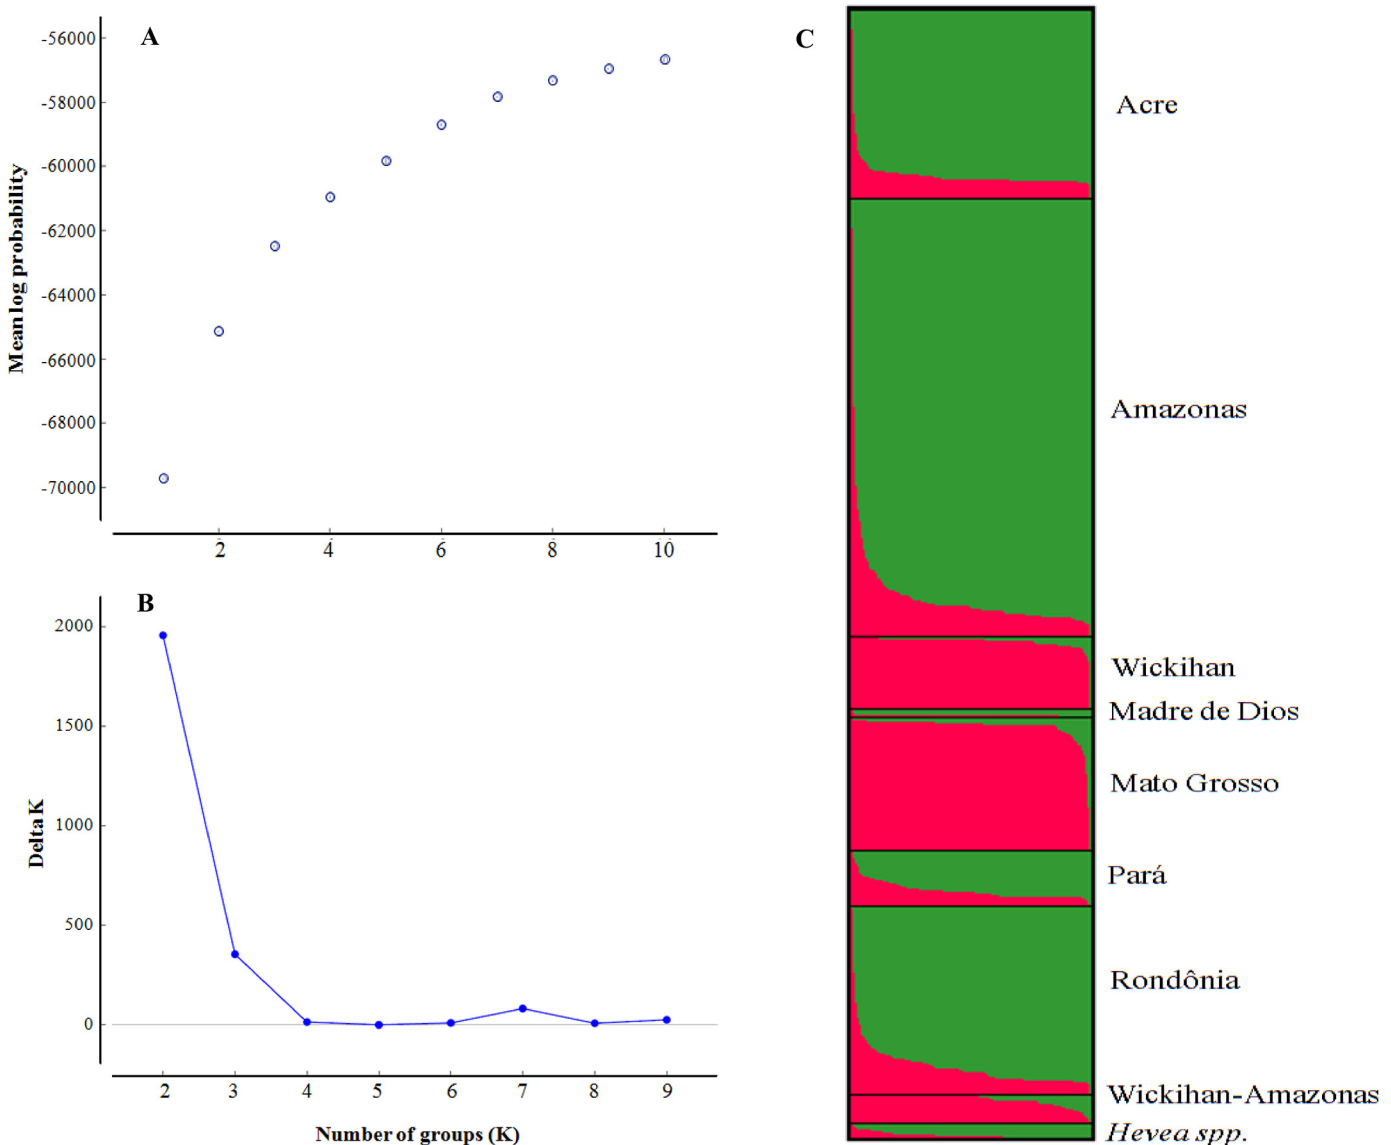 A
Mean log probability
-56000
-58000
-60000
-62000
-64000
-66000
-68000
-70000
2 4 6 8 10
B
Delta K
2000
1500
1000
500
0
2 3 4 5 6 7 8 9
Number of groups (K)
C
Acre
Amazonas
Wickihan
Madre de Dios
Mato Grosso
Pará
Rondônia
Wickihan-Amazonas
Hevea spp.